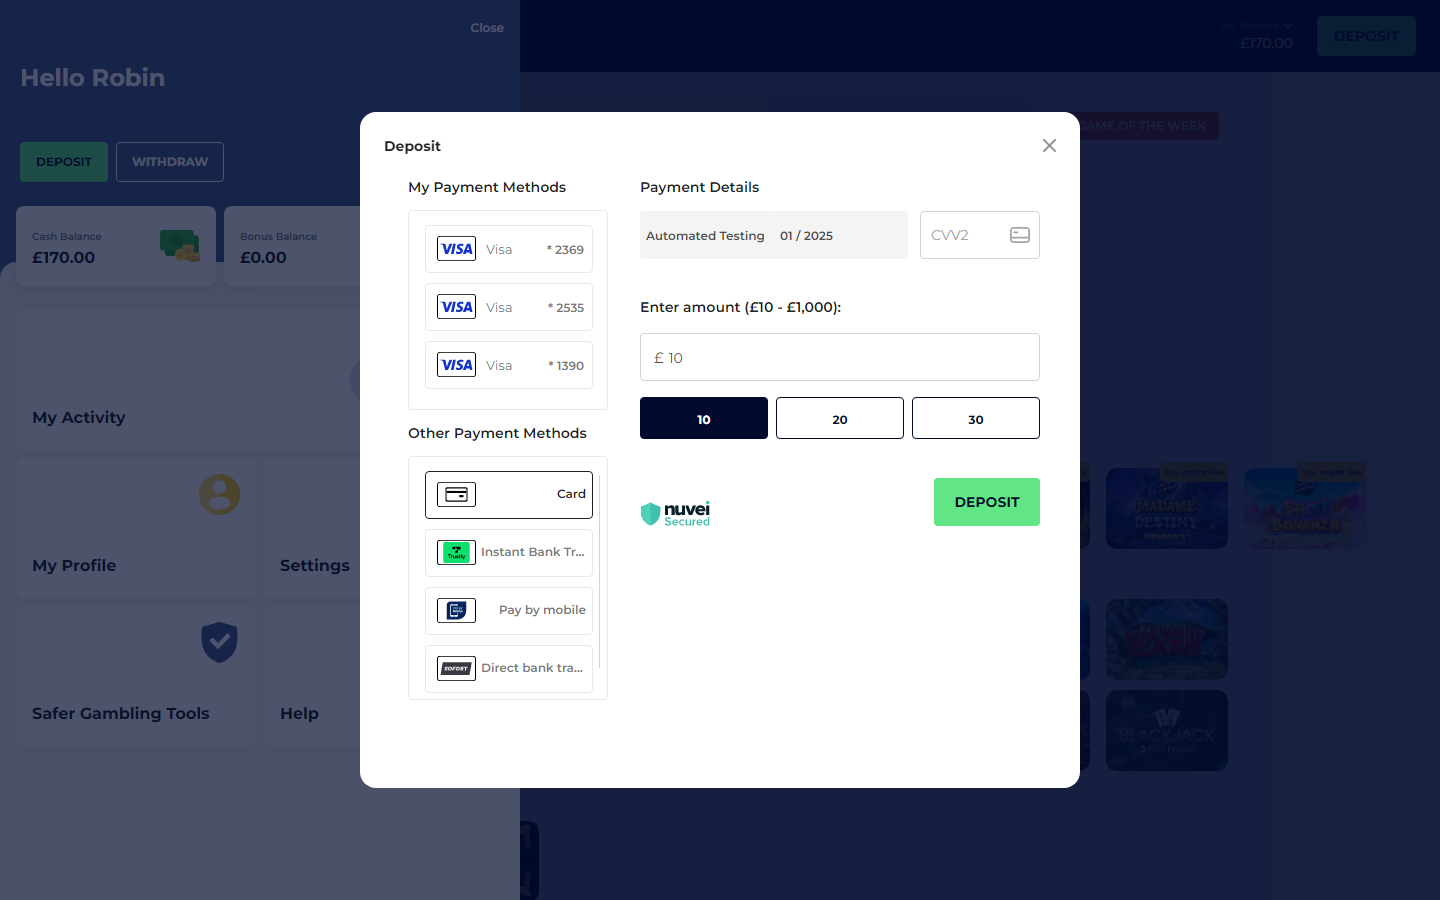 Close
My Balance
£170.00
DEPOSIT
Hello Robin
DEPOSIT
WITHDRAW
Cash Balance
£170.00
Bonus Balance
£0.00
My Activity
My Profile
Settings
Safer Gambling Tools
Help
GAME OF THE WEEK
Deposit
My Payment Methods
VISA Visa * 2369
VISA Visa * 2535
VISA Visa * 1390
Other Payment Methods
Card
Trustly Instant Bank Tr...
Pay by mobile
SOFORT Direct bank tra...
Payment Details
Automated Testing 01 / 2025
CVV2
Enter amount (£10 - £1,000):
£ 10
10
20
30
nuvei
Secured
DEPOSIT
You might like
You might like
MADAME
DESTINY
MEGAWAYS
SWEET
BONANZA
BLACKJACK